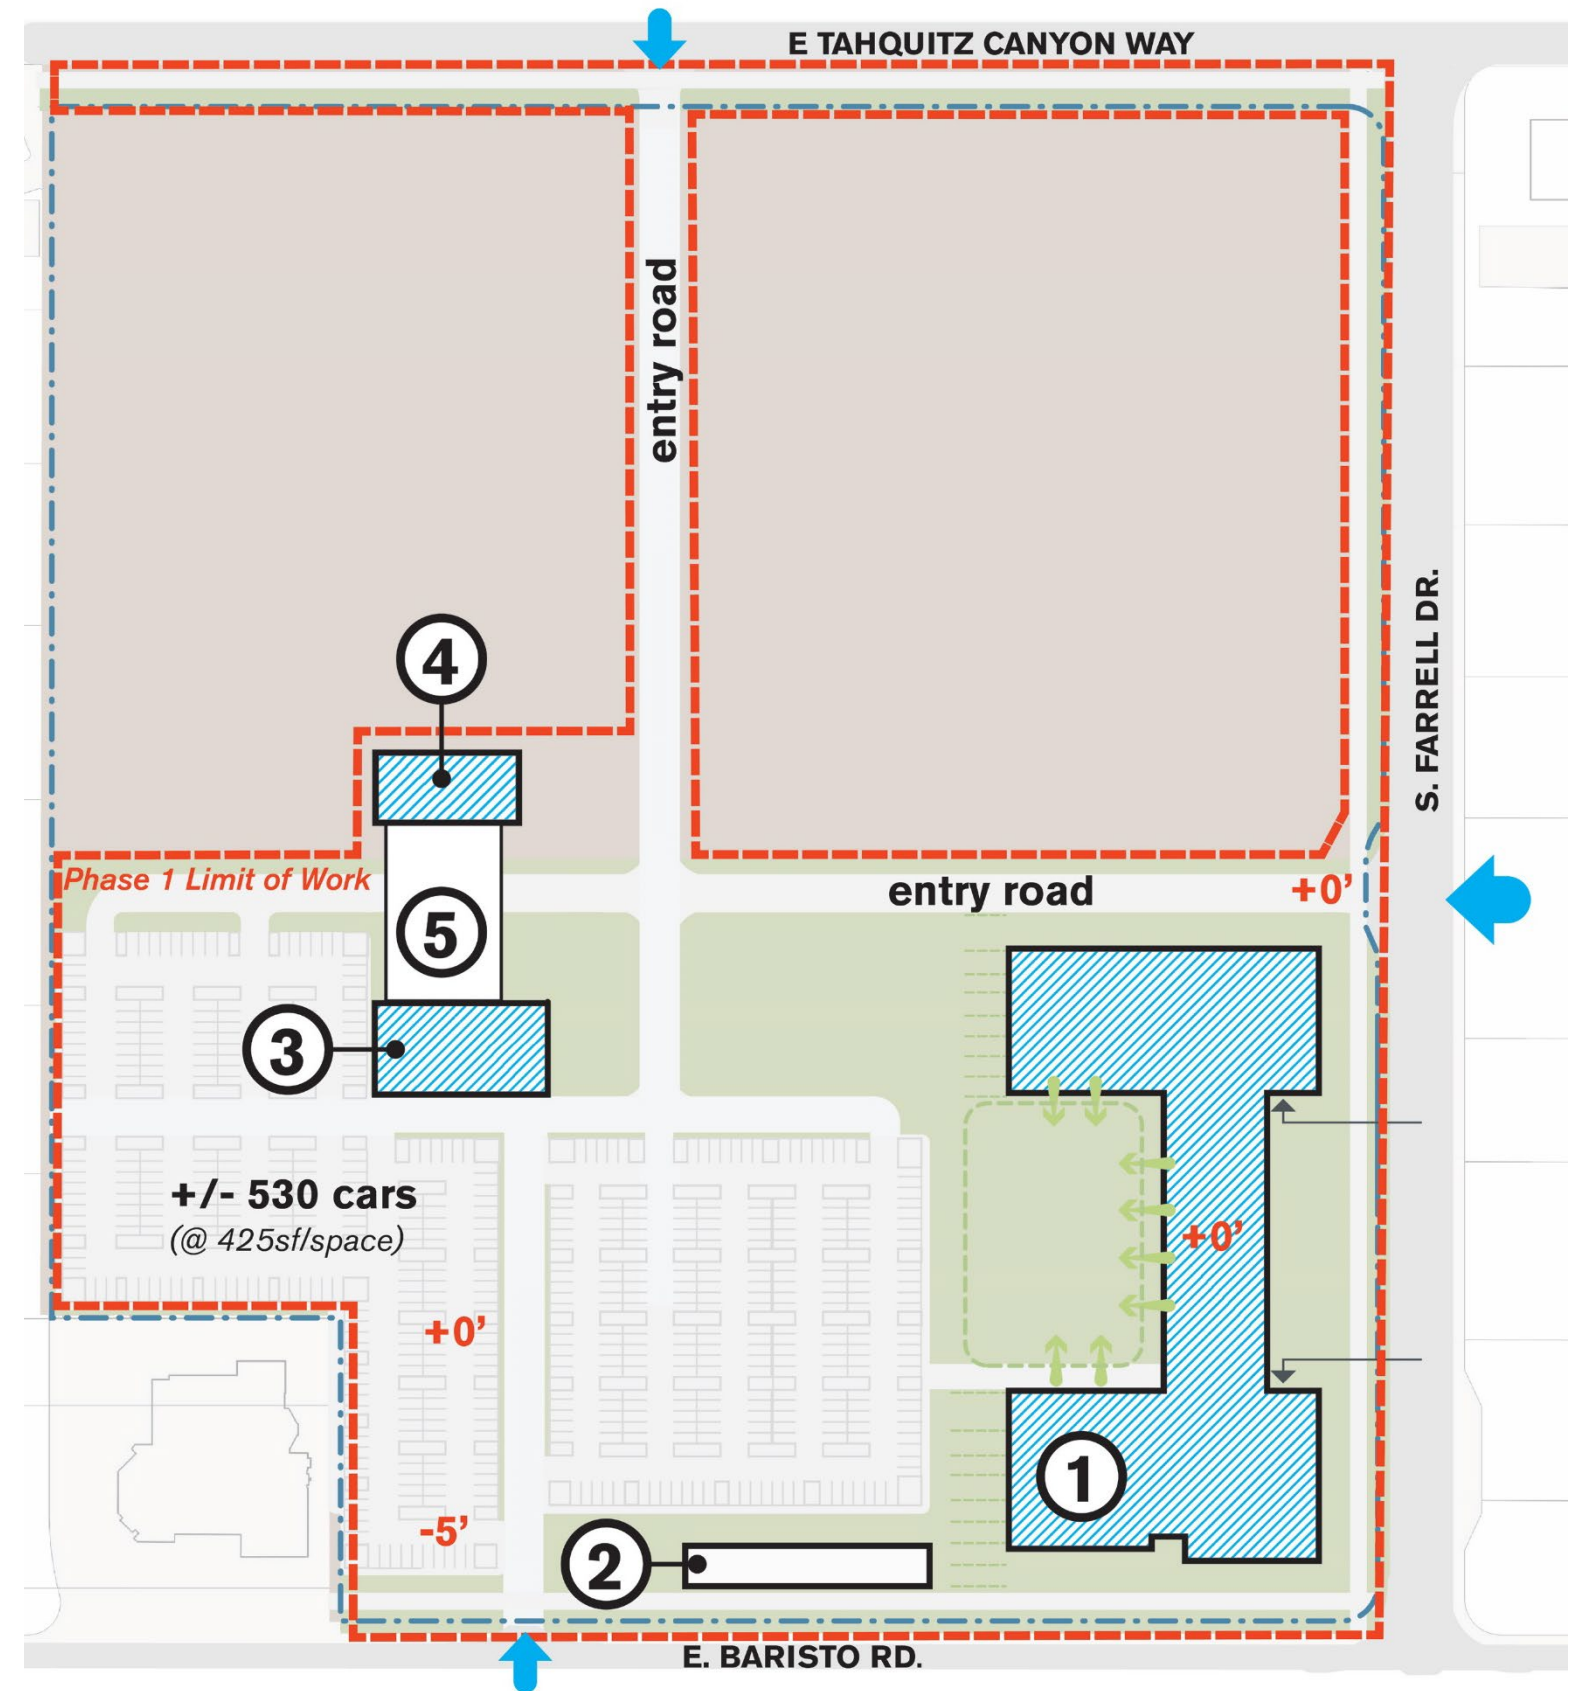 E TAHQUITZ CANYON WAY
entry road
S. FARRELL DR.
4
Phase 1 Limit of Work
entry road
+0’
5
3
+/- 530 cars
(@ 425sf/space)
+0’
+0’
1
-5’
2
E. BARISTO RD.